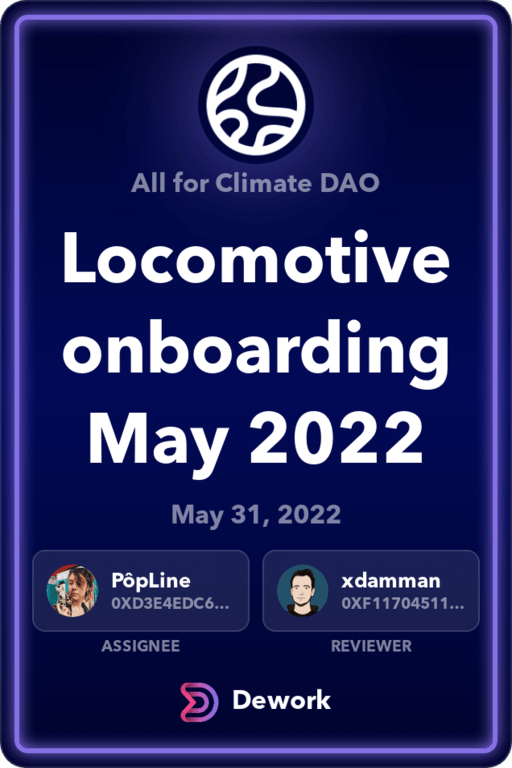 All for Climate DAO
Locomotive
onboarding
May 2022
May 31, 2022
PôpLine
0XD3E4EDC6...
ASSIGNEE
xdamman
0XF11704511...
REVIEWER
Dework